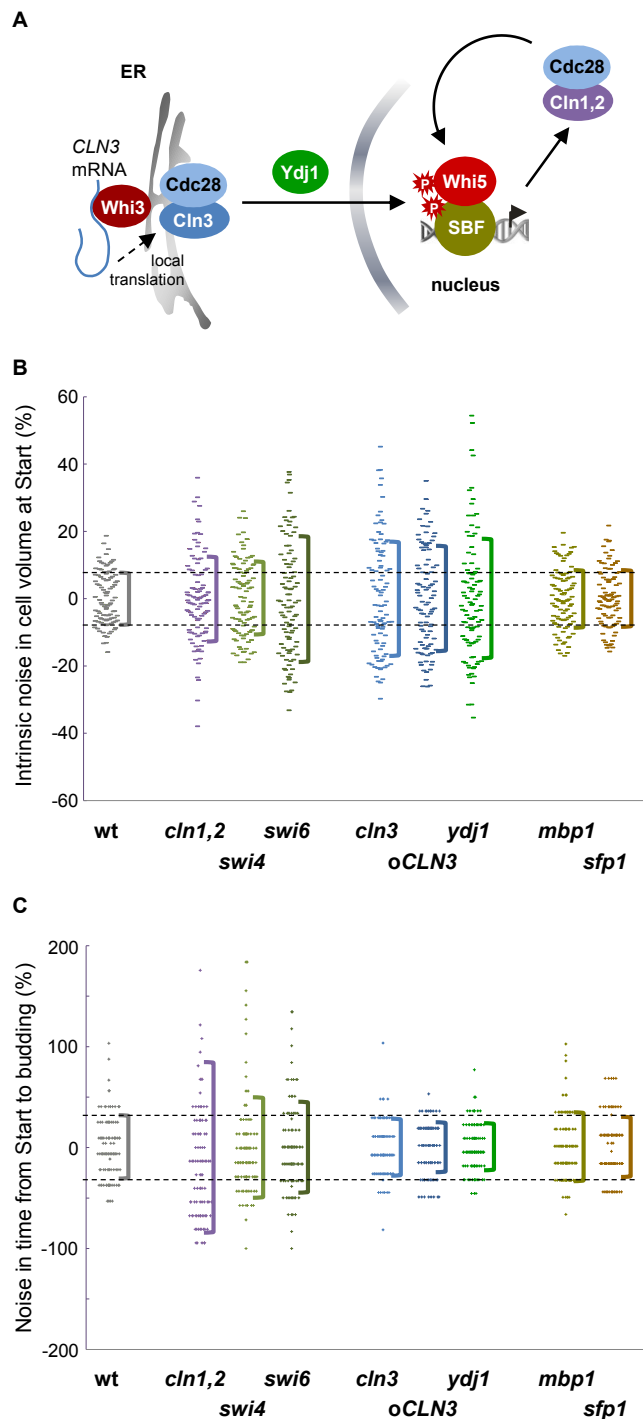 A
ER
CLN3
mRNA
Whi3
Cdc28
Cln3
local
translation
Ydj1
P
P
Whi5
SBF
nucleus
Cdc28
Cln1,2
B
Intrinsic noise in cell volume at Start (%)
60
40
20
0
-20
-40
-60
wt cln1,2 swi6 cln3 ydj1 mbp1
swi4 oCLN3 sfp1
C
Noise in time from Start to budding (%)
200
100
0
-100
-200
wt cln1,2 swi6 cln3 ydj1 mbp1
swi4 oCLN3 sfp1